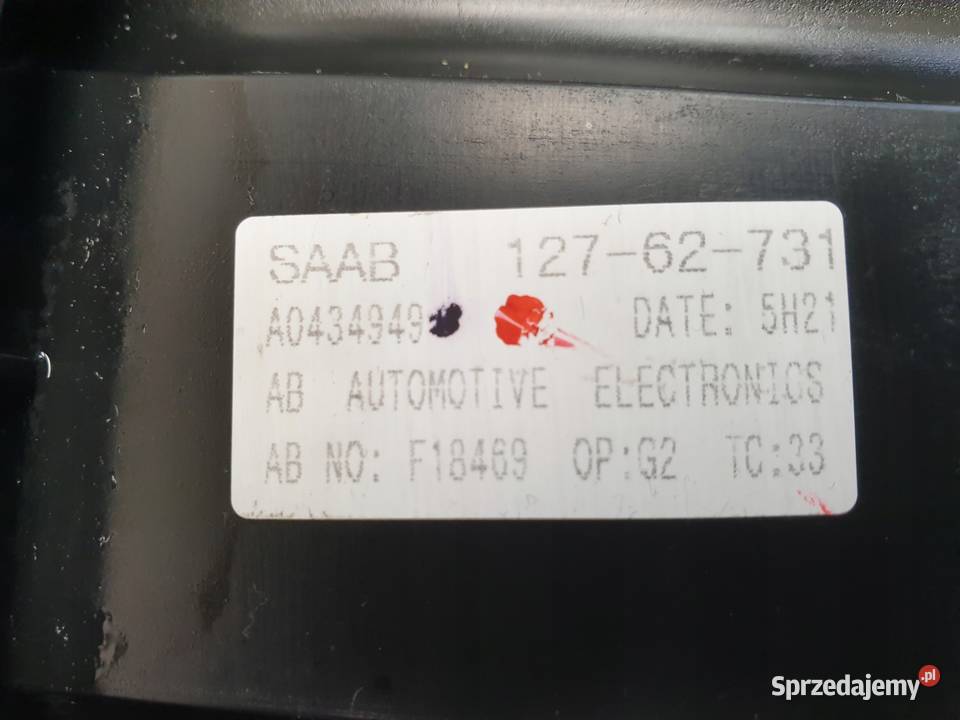 SAAB 127-62-731
A0434949 DATE: 5H21
AB AUTOMOTIVE ELECTRONICS
AB NO: F18469 OP:G2 TC:33
Sprzedajemy.pl